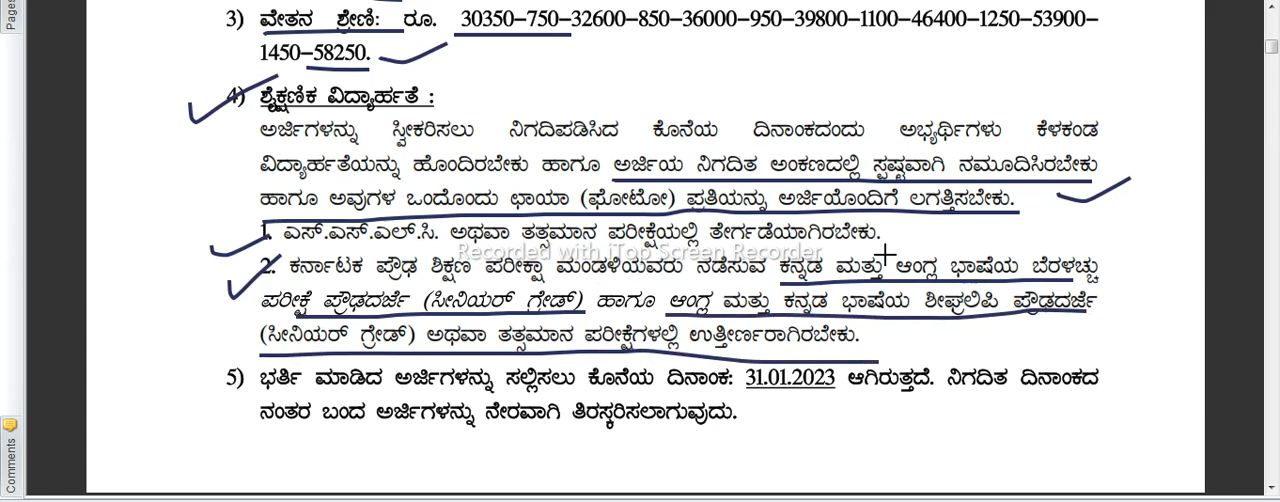 3) ವೇತನ ಶ್ರೇಣಿ: ರೂ. 30350-750-32600-850-36000-950-39800-1100-46400-1250-53900-
1450-58250.
4) ಶೈಕ್ಷಣಿಕ ವಿದ್ಯಾರ್ಹತೆ :
ಅರ್ಜಿಗಳನ್ನು ಸ್ವೀಕರಿಸಲು ನಿಗದಿಪಡಿಸಿದ ಕೊನೆಯ ದಿನಾಂಕದಂದು ಅಭ್ಯರ್ಥಿಗಳು ಕೆಳಕಂಡ
ವಿದ್ಯಾರ್ಹತೆಯನ್ನು ಹೊಂದಿರಬೇಕು ಹಾಗೂ ಅರ್ಜಿಯ ನಿಗದಿತ ಅಂಕಣದಲ್ಲಿ ಸ್ಪಷ್ಟವಾಗಿ ನಮೂದಿಸಿರಬೇಕು
ಹಾಗೂ ಅವುಗಳ ಒಂದೊಂದು ಛಾಯಾ (ಫೋಟೋ) ಪ್ರತಿಯನ್ನು ಅರ್ಜಿಯೊಂದಿಗೆ ಲಗತ್ತಿಸಬೇಕು.
1. ಎಸ್.ಎಸ್.ಎಲ್.ಸಿ. ಅಥವಾ ತತ್ಸಮಾನ ಪರೀಕ್ಷೆಯಲ್ಲಿ ತೇರ್ಗಡೆಯಾಗಿರಬೇಕು.
Recorded with iTop Screen Recorder
2. ಕರ್ನಾಟಕ ಪ್ರೌಢ ಶಿಕ್ಷಣ ಪರೀಕ್ಷಾ ಮಂಡಳಿಯವರು ನಡೆಸುವ ಕನ್ನಡ ಮತ್ತು ಆಂಗ್ಲ ಭಾಷೆಯ ಬೆರಳಚ್ಚು
ಪರೀಕ್ಷೆ ಪ್ರೌಢದರ್ಜೆ (ಸೀನಿಯರ್ ಗ್ರೇಡ್) ಹಾಗೂ ಆಂಗ್ಲ ಮತ್ತು ಕನ್ನಡ ಭಾಷೆಯ ಶೀಘ್ರಲಿಪಿ ಪ್ರೌಢದರ್ಜೆ
(ಸೀನಿಯರ್ ಗ್ರೇಡ್) ಅಥವಾ ತತ್ಸಮಾನ ಪರೀಕ್ಷೆಗಳಲ್ಲಿ ಉತ್ತೀರ್ಣರಾಗಿರಬೇಕು.
5) ಭರ್ತಿ ಮಾಡಿದ ಅರ್ಜಿಗಳನ್ನು ಸಲ್ಲಿಸಲು ಕೊನೆಯ ದಿನಾಂಕ: 31.01.2023 ಆಗಿರುತ್ತದೆ. ನಿಗದಿತ ದಿನಾಂಕದ
ನಂತರ ಬಂದ ಅರ್ಜಿಗಳನ್ನು ನೇರವಾಗಿ ತಿರಸ್ಕರಿಸಲಾಗುವುದು.
Comments